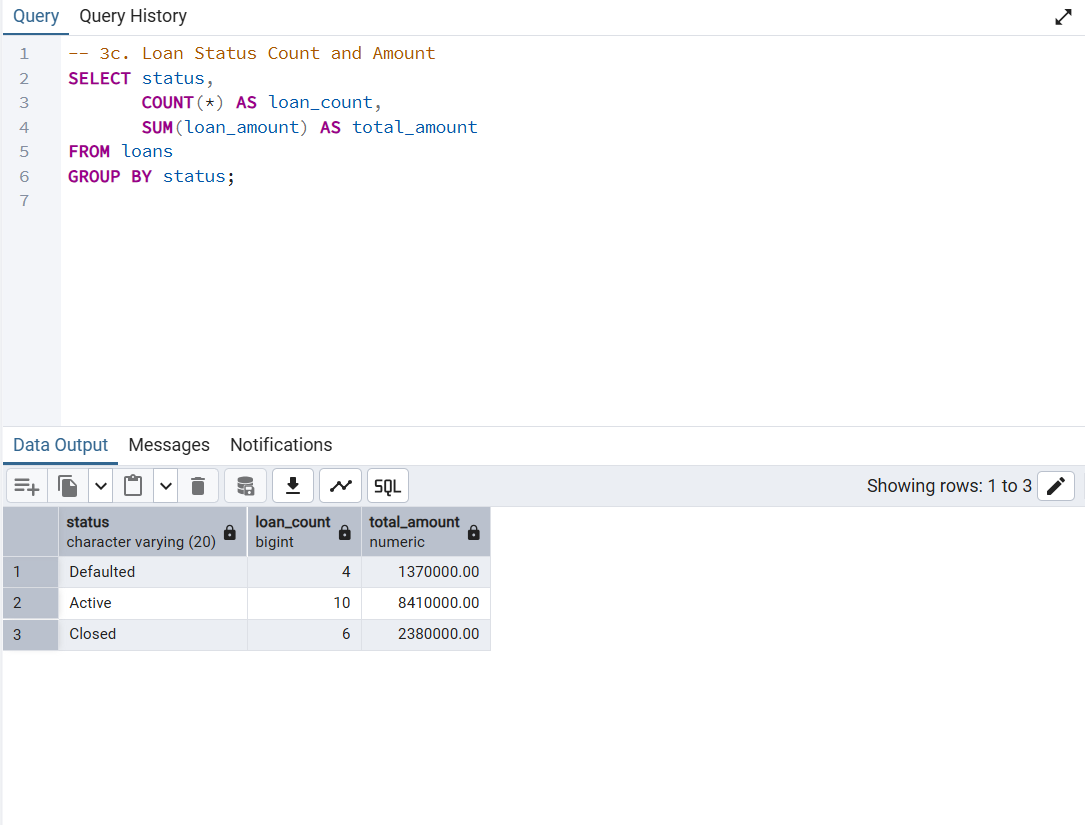 Query Query History
1 -- 3c. Loan Status Count and Amount
2 SELECT status,
3 COUNT(*) AS loan_count,
4 SUM(loan_amount) AS total_amount
5 FROM loans
6 GROUP BY status;
7
Data Output Messages Notifications
SQL Showing rows: 1 to 3
status loan_count total_amount
character varying (20) bigint numeric
1 Defaulted 4 1370000.00
2 Active 10 8410000.00
3 Closed 6 2380000.00